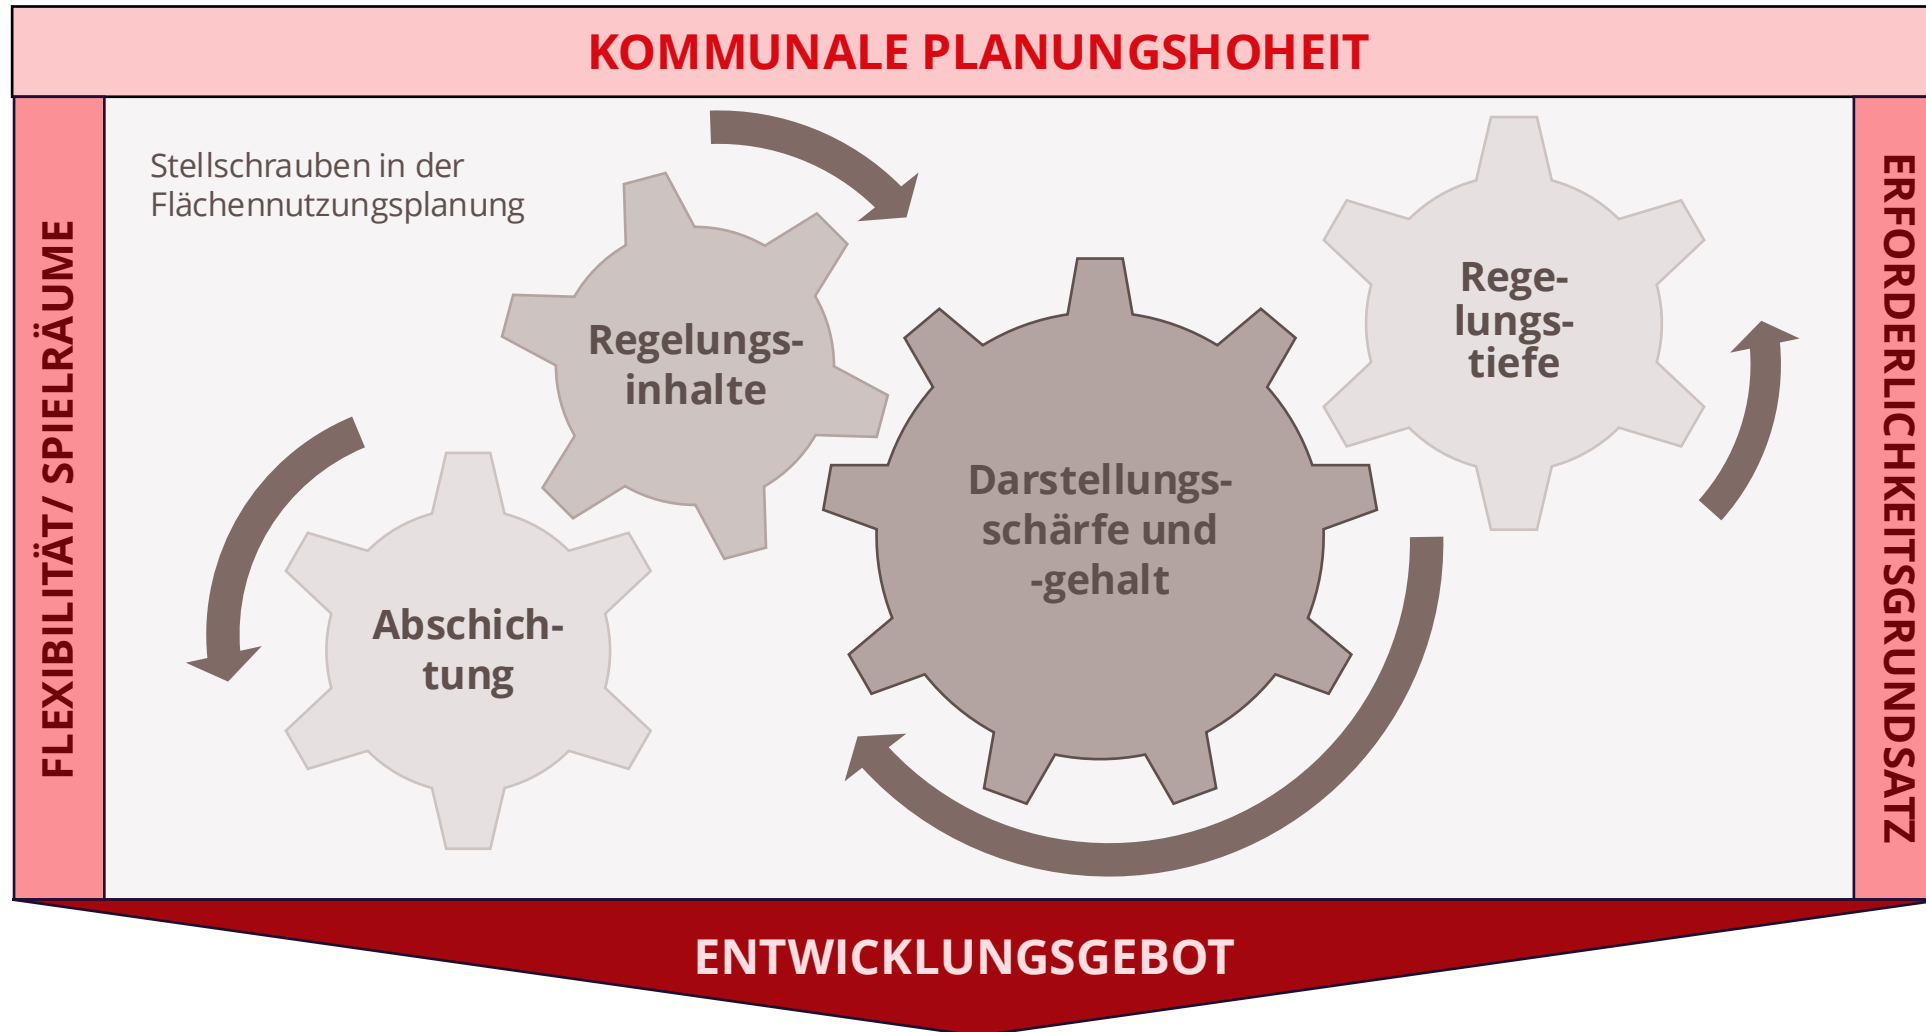 KOMMUNALE PLANUNGSHOHEIT
Stellschrauben in der
Flächennutzungsplanung
FLEXIBILITÄT/ SPIELRÄUME
Regelungs-
inhalte
Abschich-
tung
Darstellungs-
schärfe und
-gehalt
Rege-
lungs-
tiefe
ERFORDERLICHKEITSGRUNDSATZ
ENTWICKLUNGSGEBOT